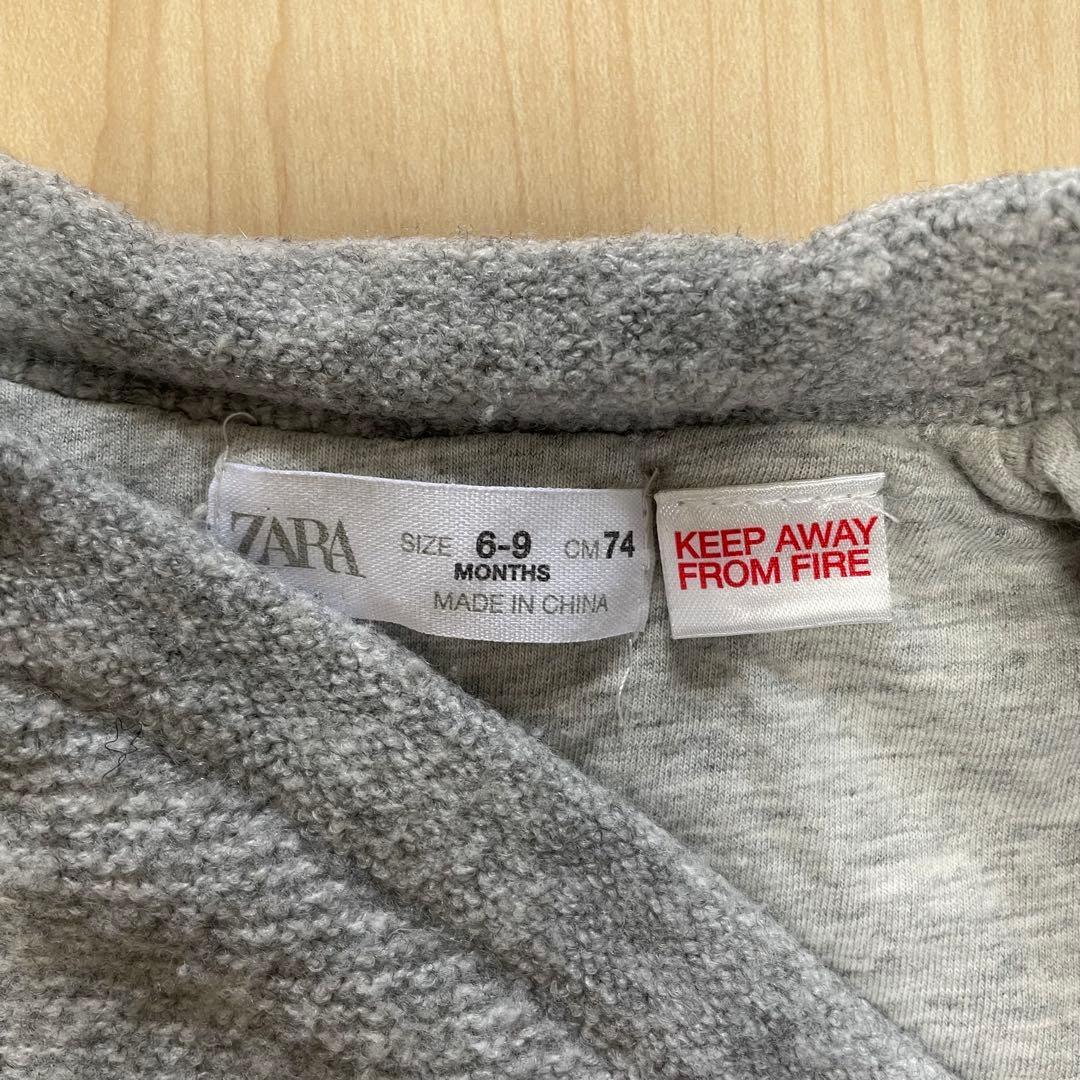 ZARA SIZE 6-9 CM 74
MONTHS
MADE IN CHINA
KEEP AWAY
FROM FIRE